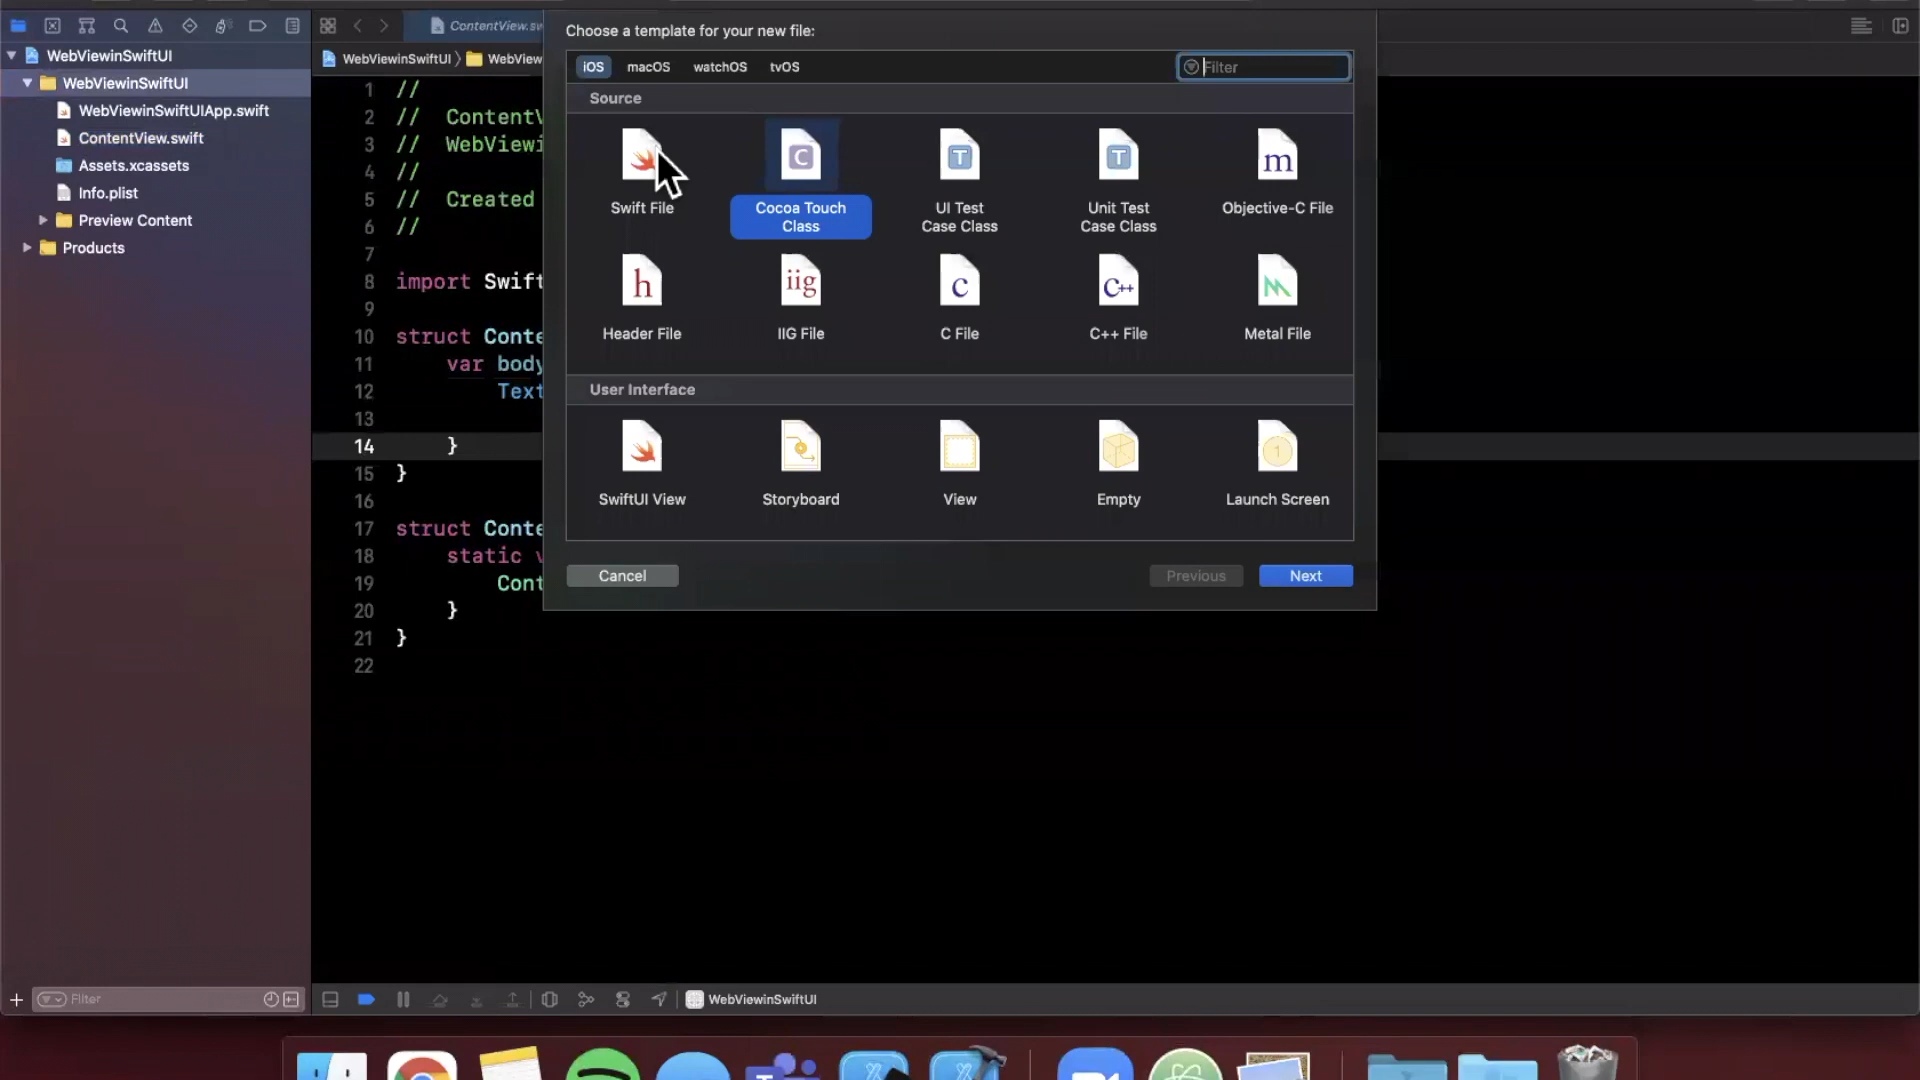 ContentView.sw
WebViewinSwiftUI
WebViewinSwiftUI
WebViewinSwiftUIApp.swift
ContentView.swift
Assets.xcassets
Info.plist
Preview Content
Products
Filter
WebViewinSwiftUI
WebView
1 //
2 // ContentV
3 // WebViewi
4 //
5 // Created
6 //
7
8 import Swift
9
10 struct Conte
11 var body
12 Text
13
14 }
15 }
16
17 struct Conte
18 static v
19 Cont
20 }
21 }
22
Choose a template for your new file:
iOS macOS watchOS tvOS
Filter
Source
Swift File
Cocoa Touch
Class
UI Test
Case Class
Unit Test
Case Class
Objective-C File
Header File
IIG File
C File
C++ File
Metal File
User Interface
SwiftUI View
Storyboard
View
Empty
Launch Screen
Cancel
Previous
Next
WebViewinSwiftUI